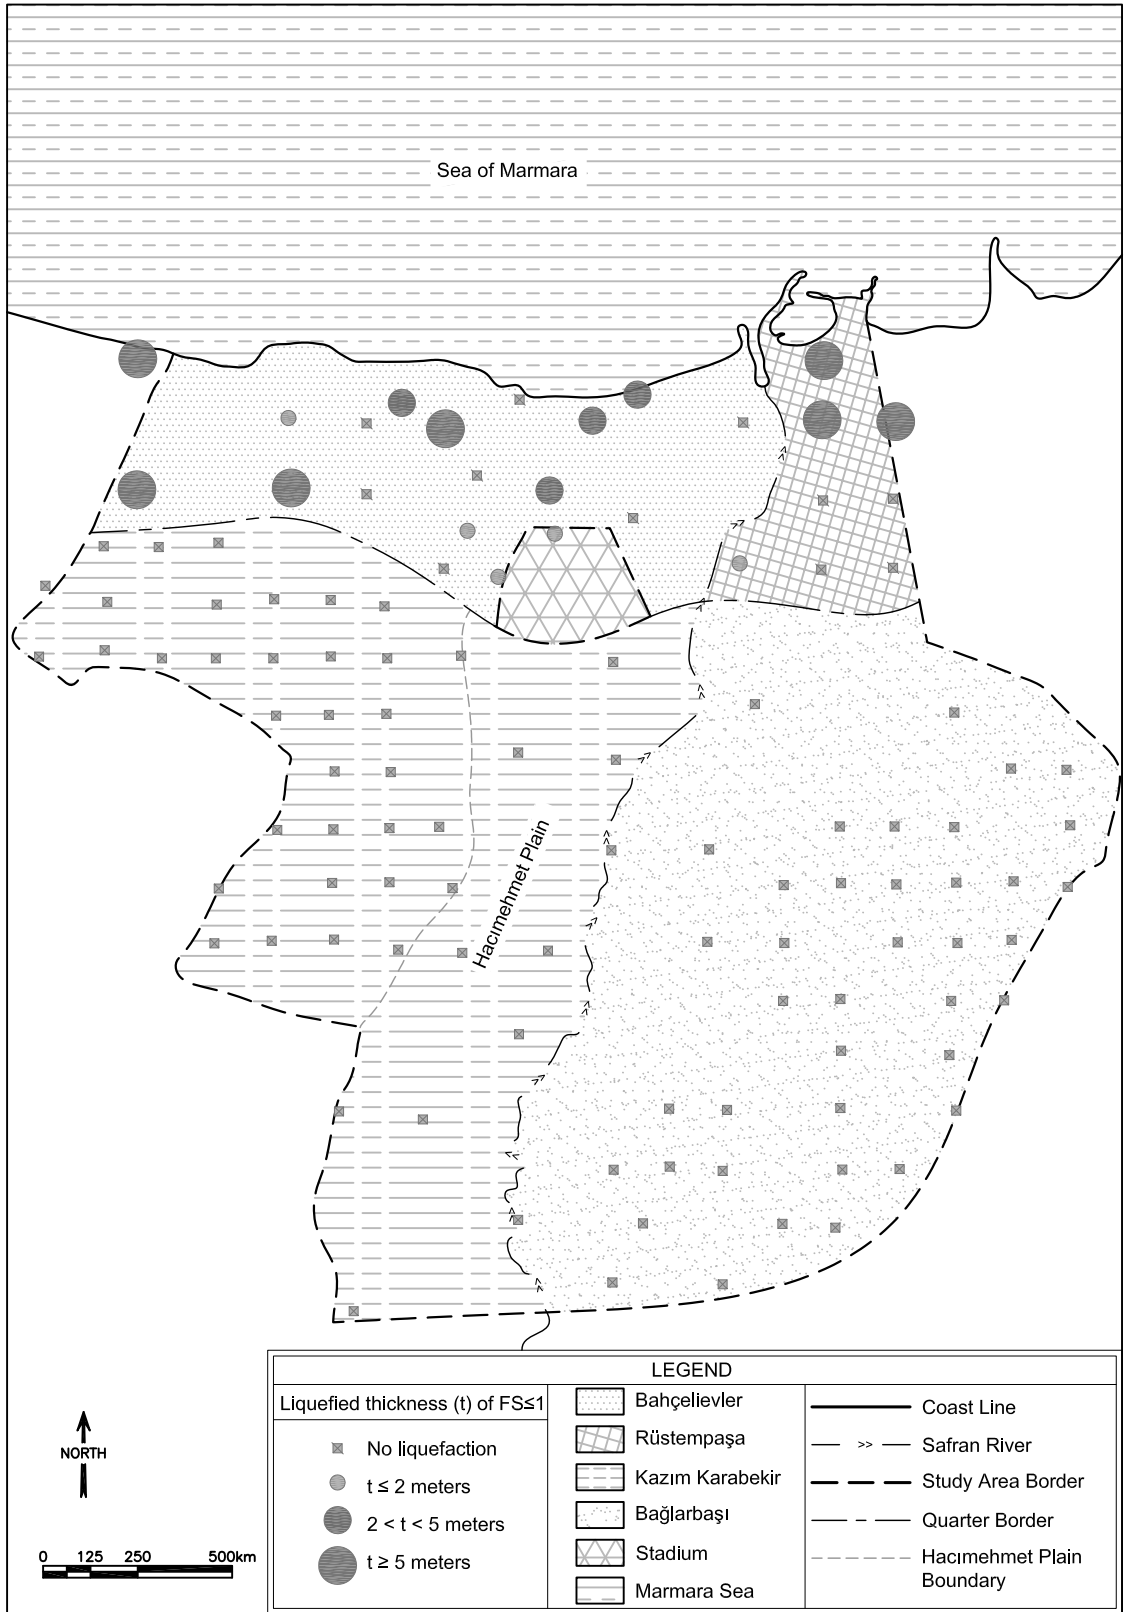 Sea of Marmara
Hacımehmet Plain
NORTH
0 125 250 500km
LEGEND
Liquefied thickness (t) of FS≤1
No liquefaction
t ≤ 2 meters
2 < t < 5 meters
t ≥ 5 meters
Bahçelievler
Rüstempaşa
Kazım Karabekir
Bağlarbaşı
Stadium
Marmara Sea
Coast Line
Safran River
Study Area Border
Quarter Border
Hacımehmet Plain
Boundary